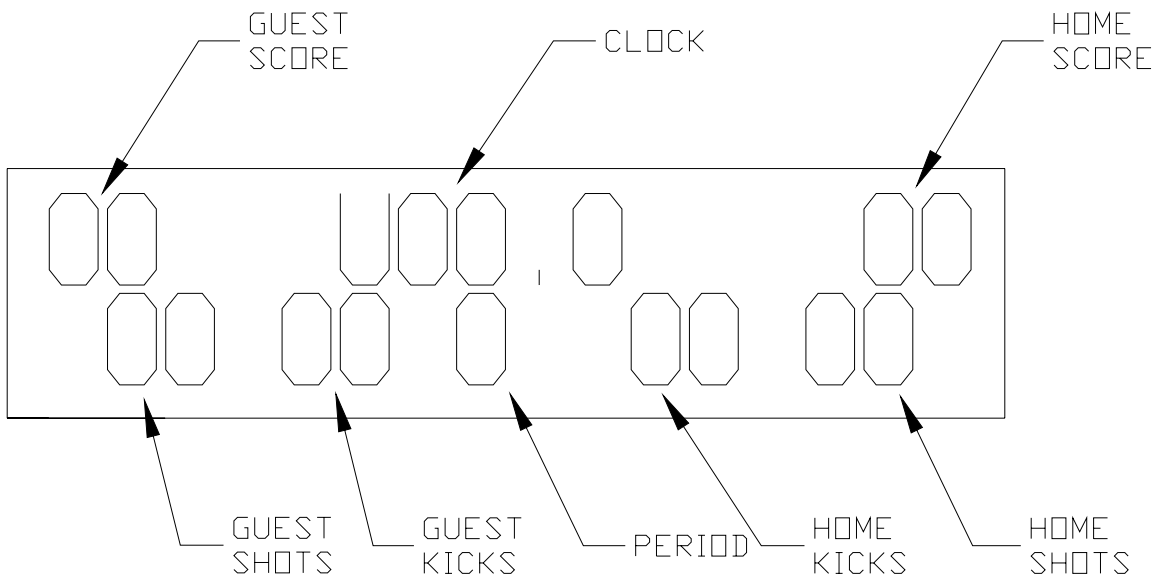 GUEST
SCORE
CLOCK
HOME
SCORE
GUEST
SHOTS
GUEST
KICKS
PERIOD
HOME
KICKS
HOME
SHOTS